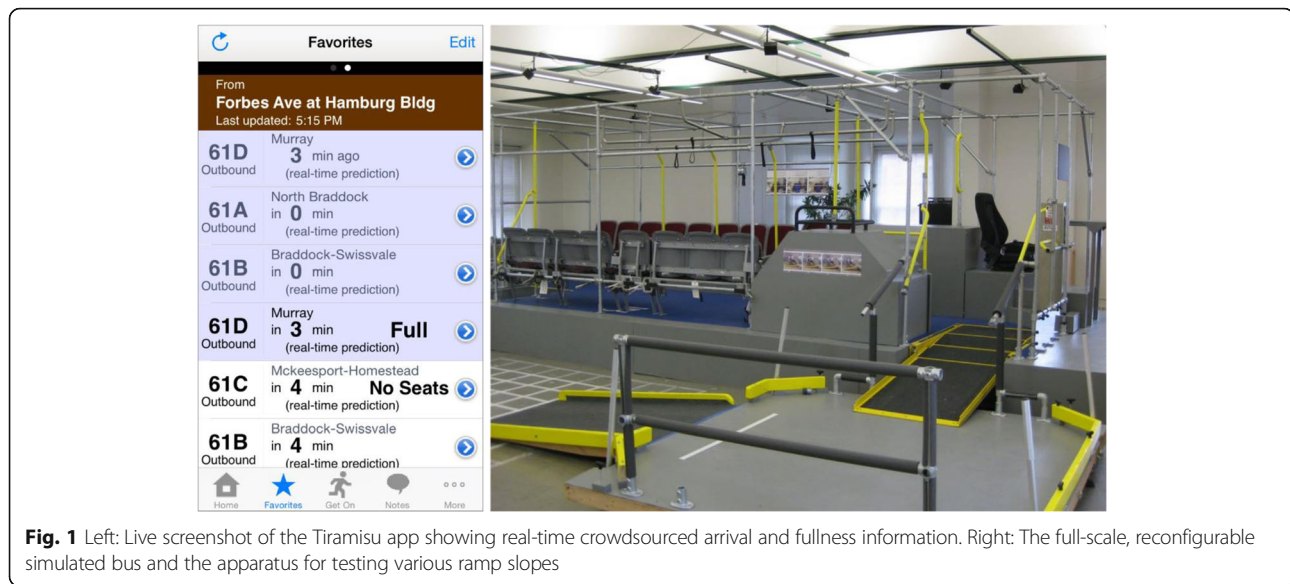 Favorites
Edit
From
Forbes Ave at Hamburg Bldg
Last updated: 5:15 PM
61D
Outbound
Murray
3 min ago
(real-time prediction)
61A
Outbound
North Braddock
in 0 min
(real-time prediction)
61B
Outbound
Braddock-Swissvale
in 0 min
(real-time prediction)
61D
Outbound
Murray
in 3 min
Full
(real-time prediction)
61C
Outbound
Mckeesport-Homestead
in 4 min
No Seats
(real-time prediction)
61B
Outbound
Braddock-Swissvale
in 4 min
(real-time prediction)
Home
Favorites
Get On
Notes
More
Fig. 1 Left: Live screenshot of the Tiramisu app showing real-time crowdsourced arrival and fullness information. Right: The full-scale, reconfigurable
simulated bus and the apparatus for testing various ramp slopes